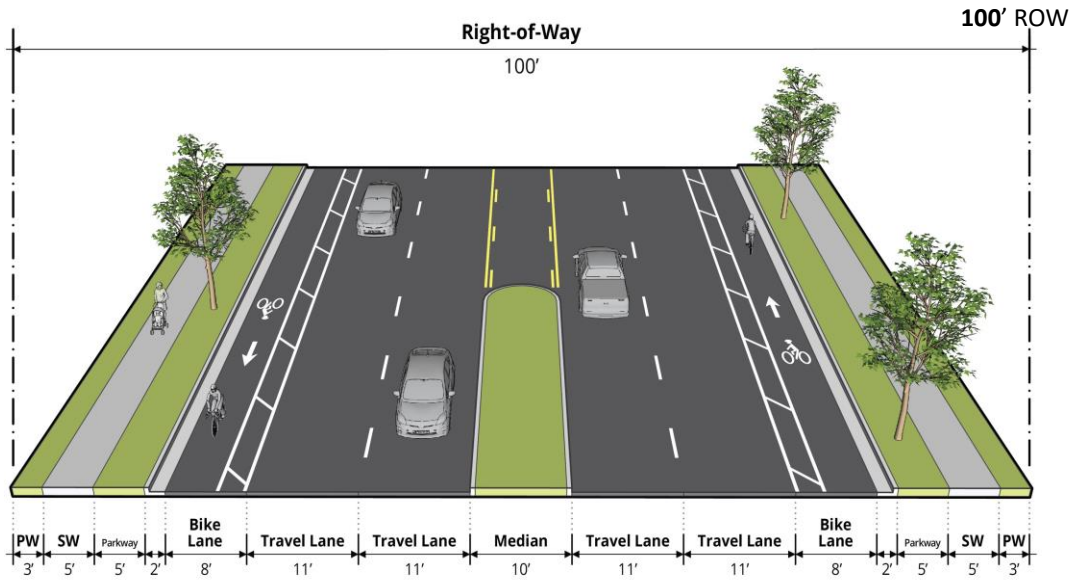 100' ROW
Right-of-Way
100'
PW SW Parkway Bike Lane Travel Lane Travel Lane Median Travel Lane Travel Lane Bike Lane Parkway SW PW
3' 5' 5' 2' 8' 11' 11' 10' 11' 11' 8' 2' 5' 5' 3'